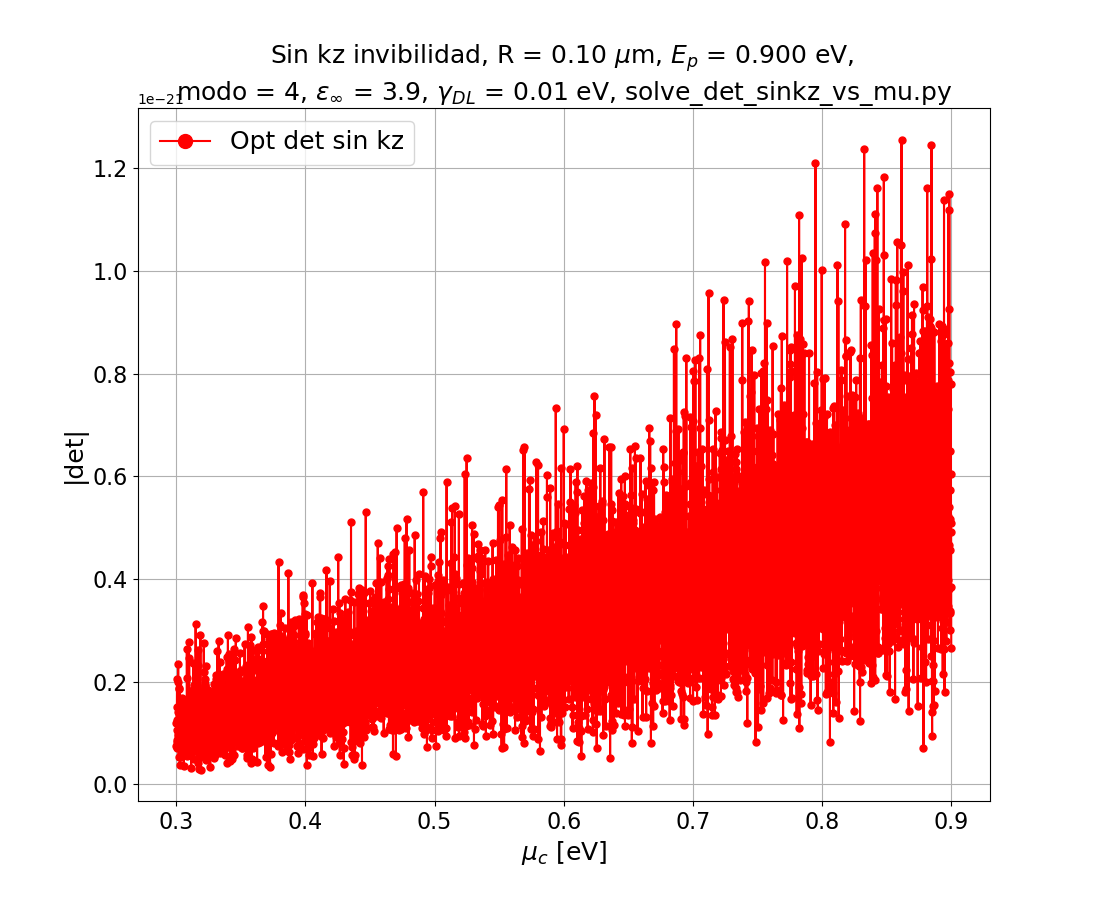 Sin kz invibilidad, R = 0.10 μm, E_p = 0.900 eV,
modo = 4, ε_∞ = 3.9, γ_DL = 0.01 eV, solve_det_sinkz_vs_mu.py
Opt det sin kz
1.2
1.0
0.8
0.6
0.4
0.2
0.0
|det|
0.3 0.4 0.5 0.6 0.7 0.8 0.9
μ_c [eV]